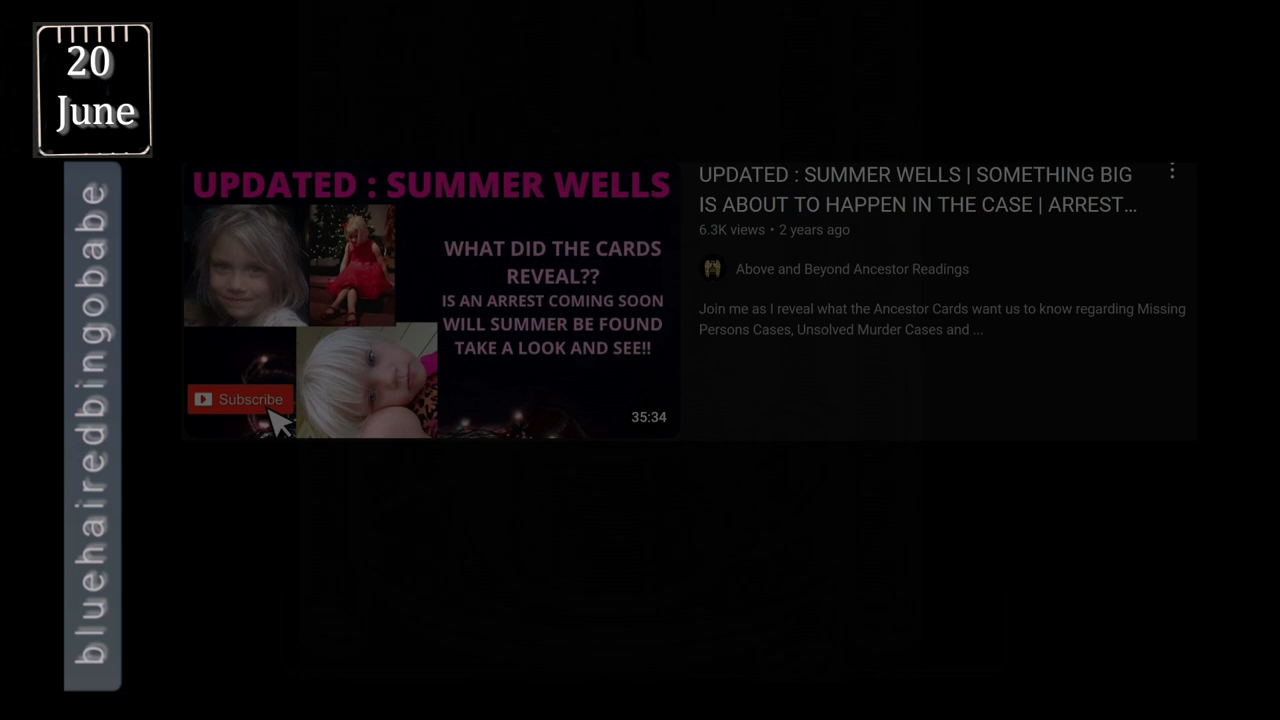 20
June
bluehairedbingobabe
UPDATED : SUMMER WELLS
WHAT DID THE CARDS
REVEAL??
IS AN ARREST COMING SOON
WILL SUMMER BE FOUND
TAKE A LOOK AND SEE!!
Subscribe
35:34
UPDATED : SUMMER WELLS | SOMETHING BIG
IS ABOUT TO HAPPEN IN THE CASE | ARREST…
6.3K views • 2 years ago
Above and Beyond Ancestor Readings
Join me as I reveal what the Ancestor Cards want us to know regarding Missing
Persons Cases, Unsolved Murder Cases and ...